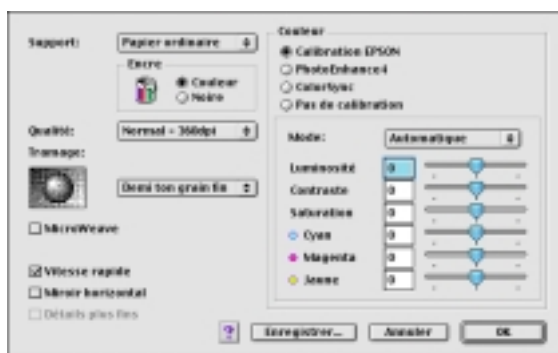 Support:
Papier ordinaire
Encre
Couleur
Noire
Qualité:
Normal - 360dpi
Tramage:
Demi ton grain fin
MicroWeave
Vitesse rapide
Miroir horizontal
Détails plus fins
Couleur
Calibration EPSON
PhotoEnhance4
ColorSync
Pas de calibration
Mode:
Automatique
Luminosité
0
Contraste
0
Saturation
0
Cyan
0
Magenta
0
Jaune
0
?
Enregistrer...
Annuler
OK